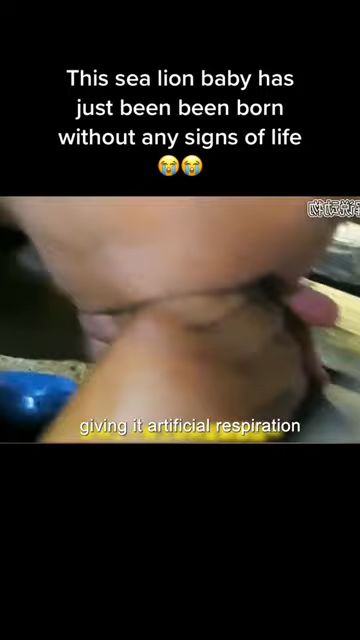 This sea lion baby has
just been been born
without any signs of life
😭😭
giving it artificial respiration